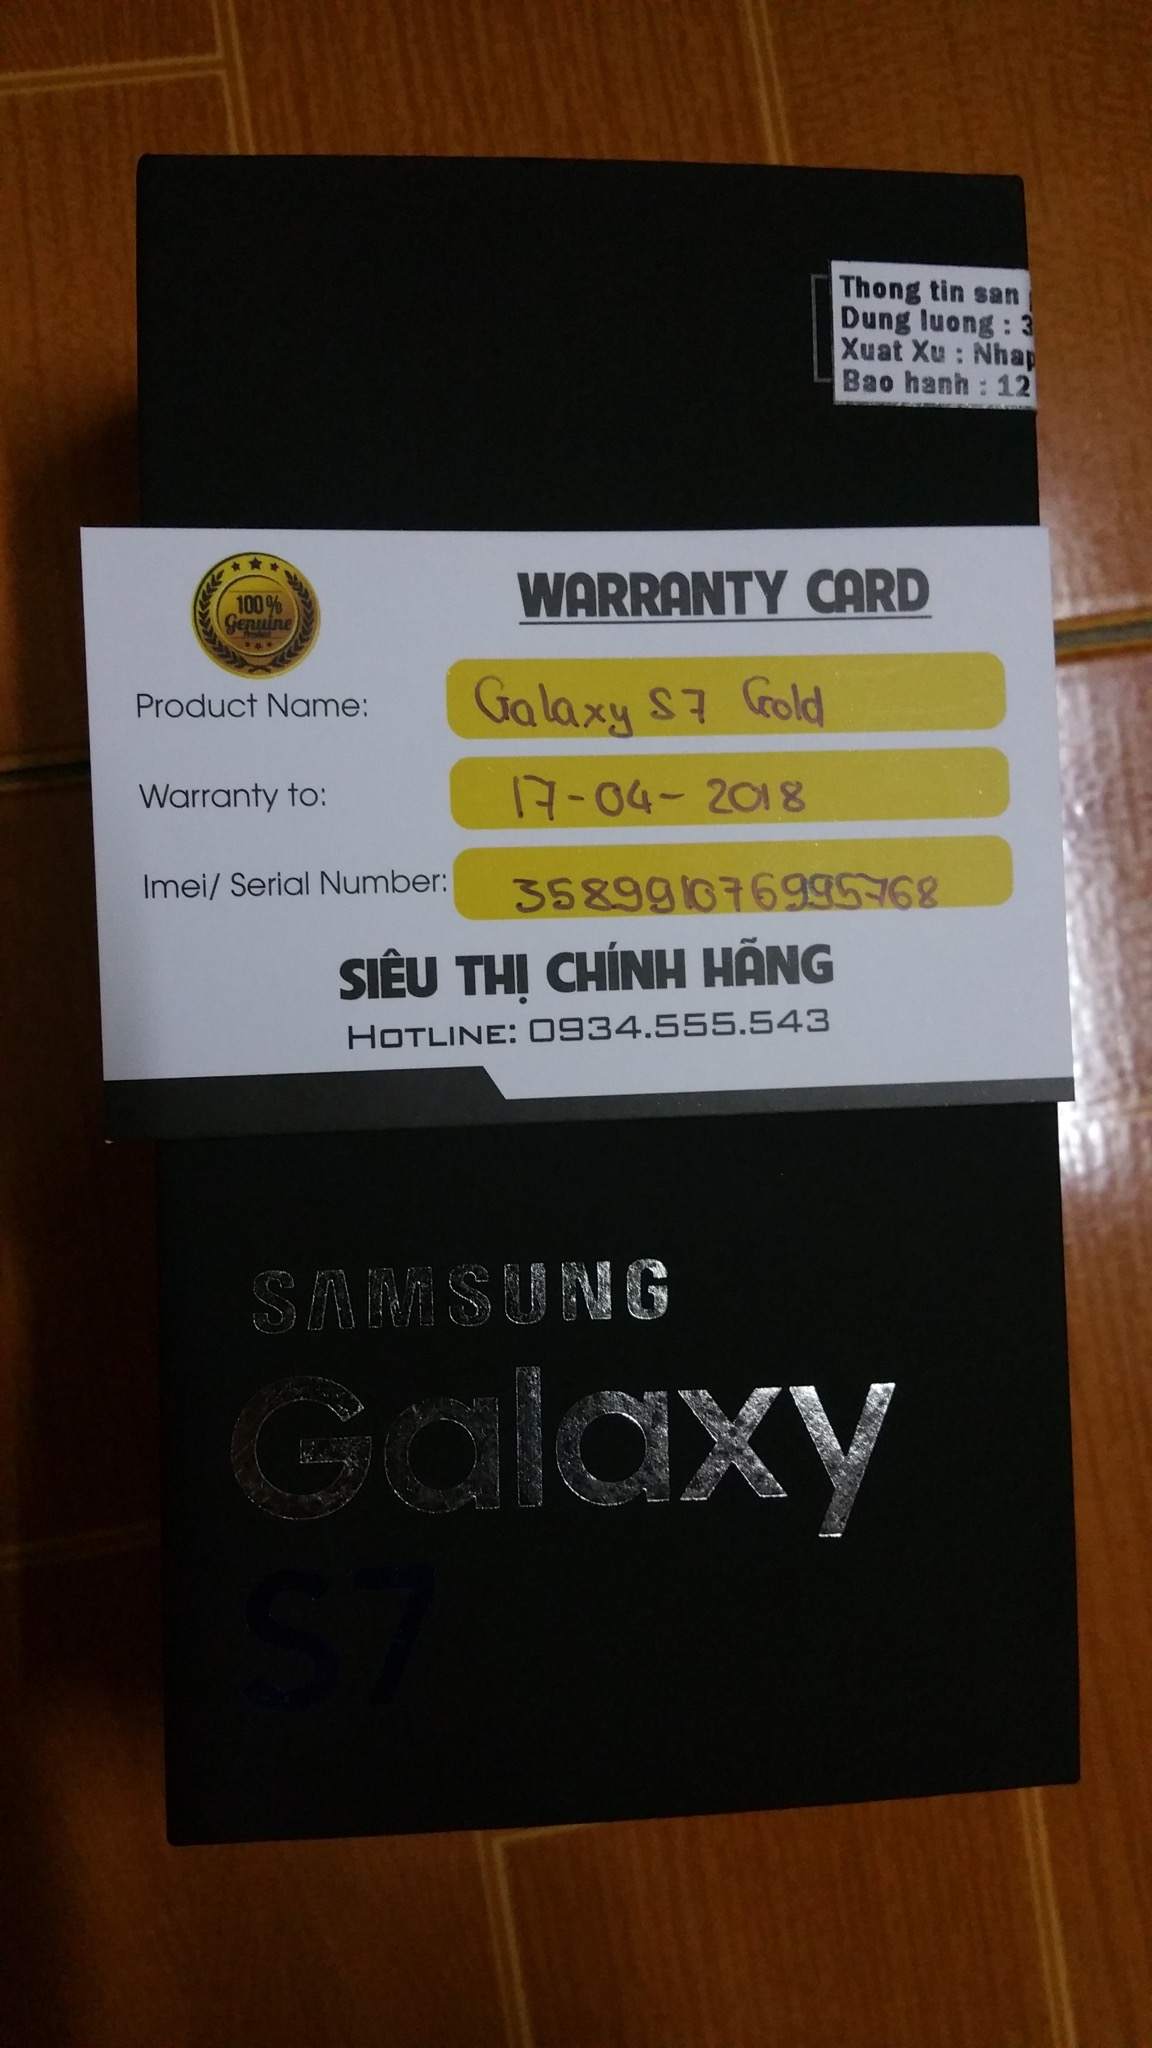 Thong tin san
Dung luong : 3
Xuat Xu : Nhap
Bao hanh : 12
100%
Genuine
WARRANTY CARD
Product Name: Galaxy S7 Gold
Warranty to: 17-04-2018
Imei/ Serial Number: 358991076995768
SIÊU THỊ CHÍNH HÃNG
HOTLINE: 0934.555.543
SAMSUNG
Galaxy
S7